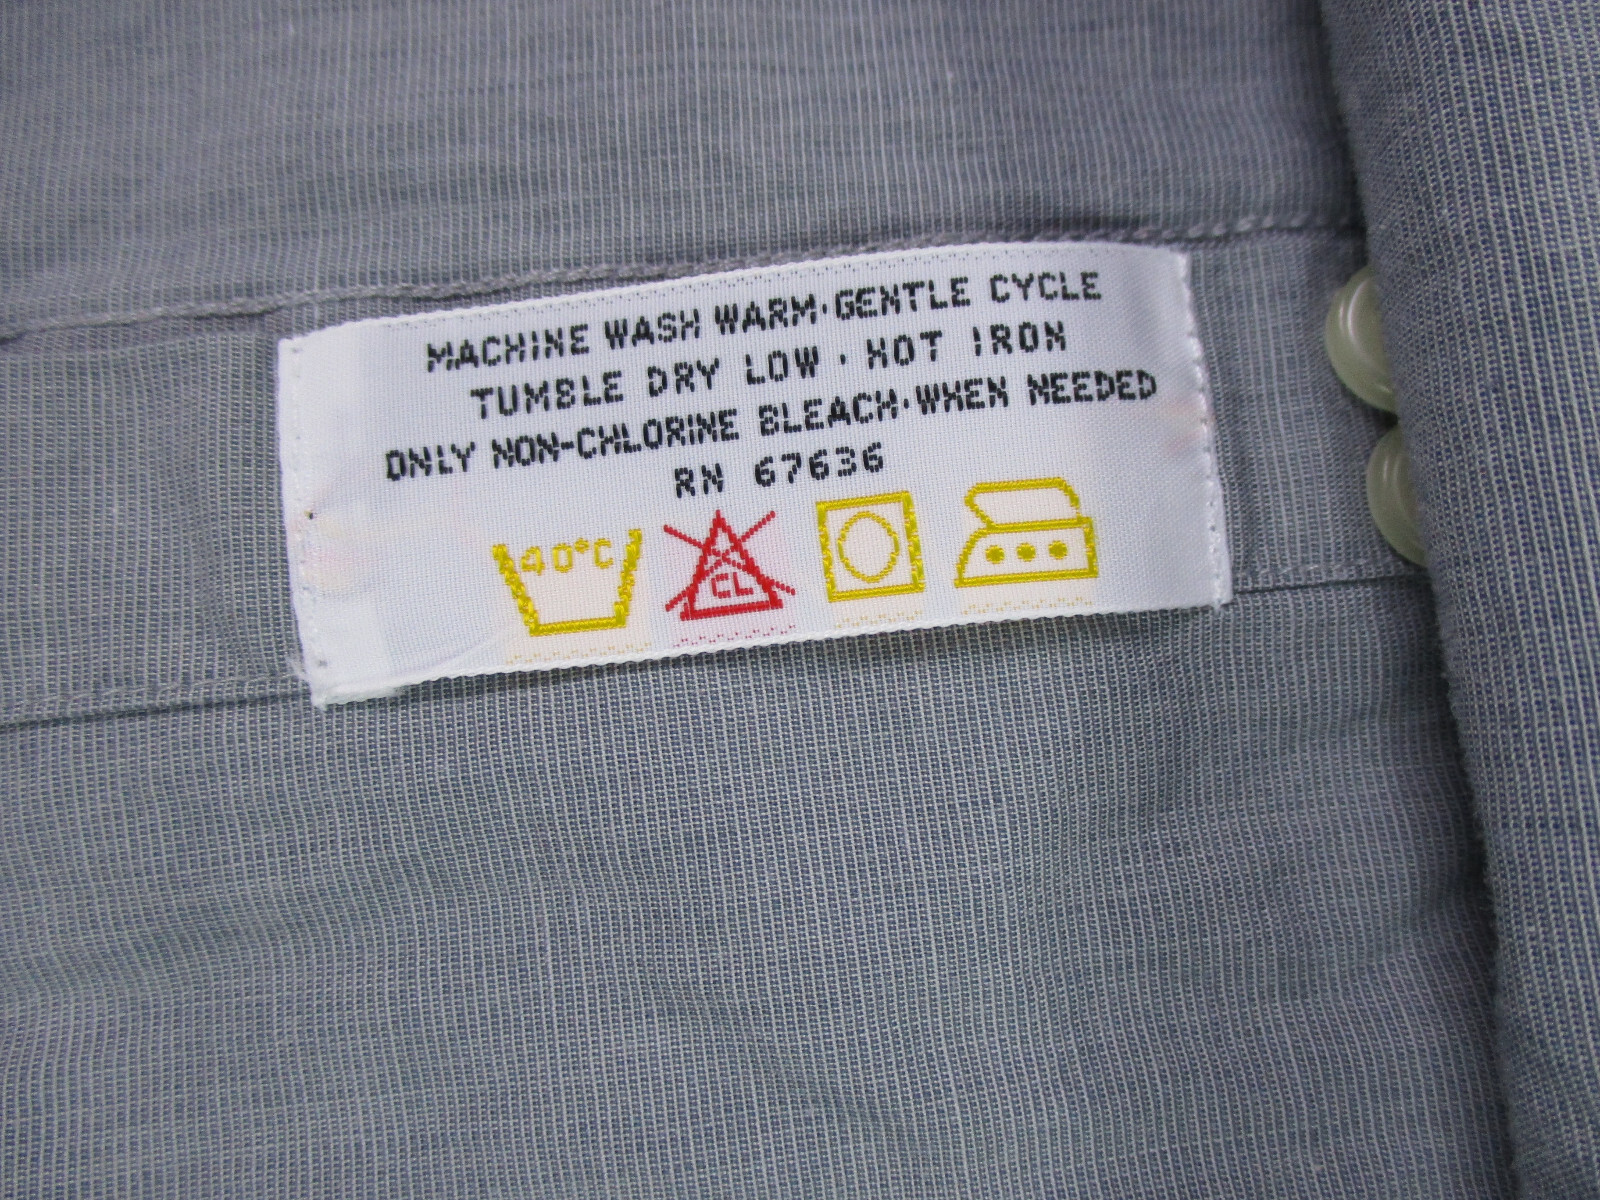 MACHINE WASH WARM·GENTLE CYCLE
TUMBLE DRY LOW · HOT IRON
ONLY NON-CHLORINE BLEACH·WHEN NEEDED
RN 67636
40°C CL